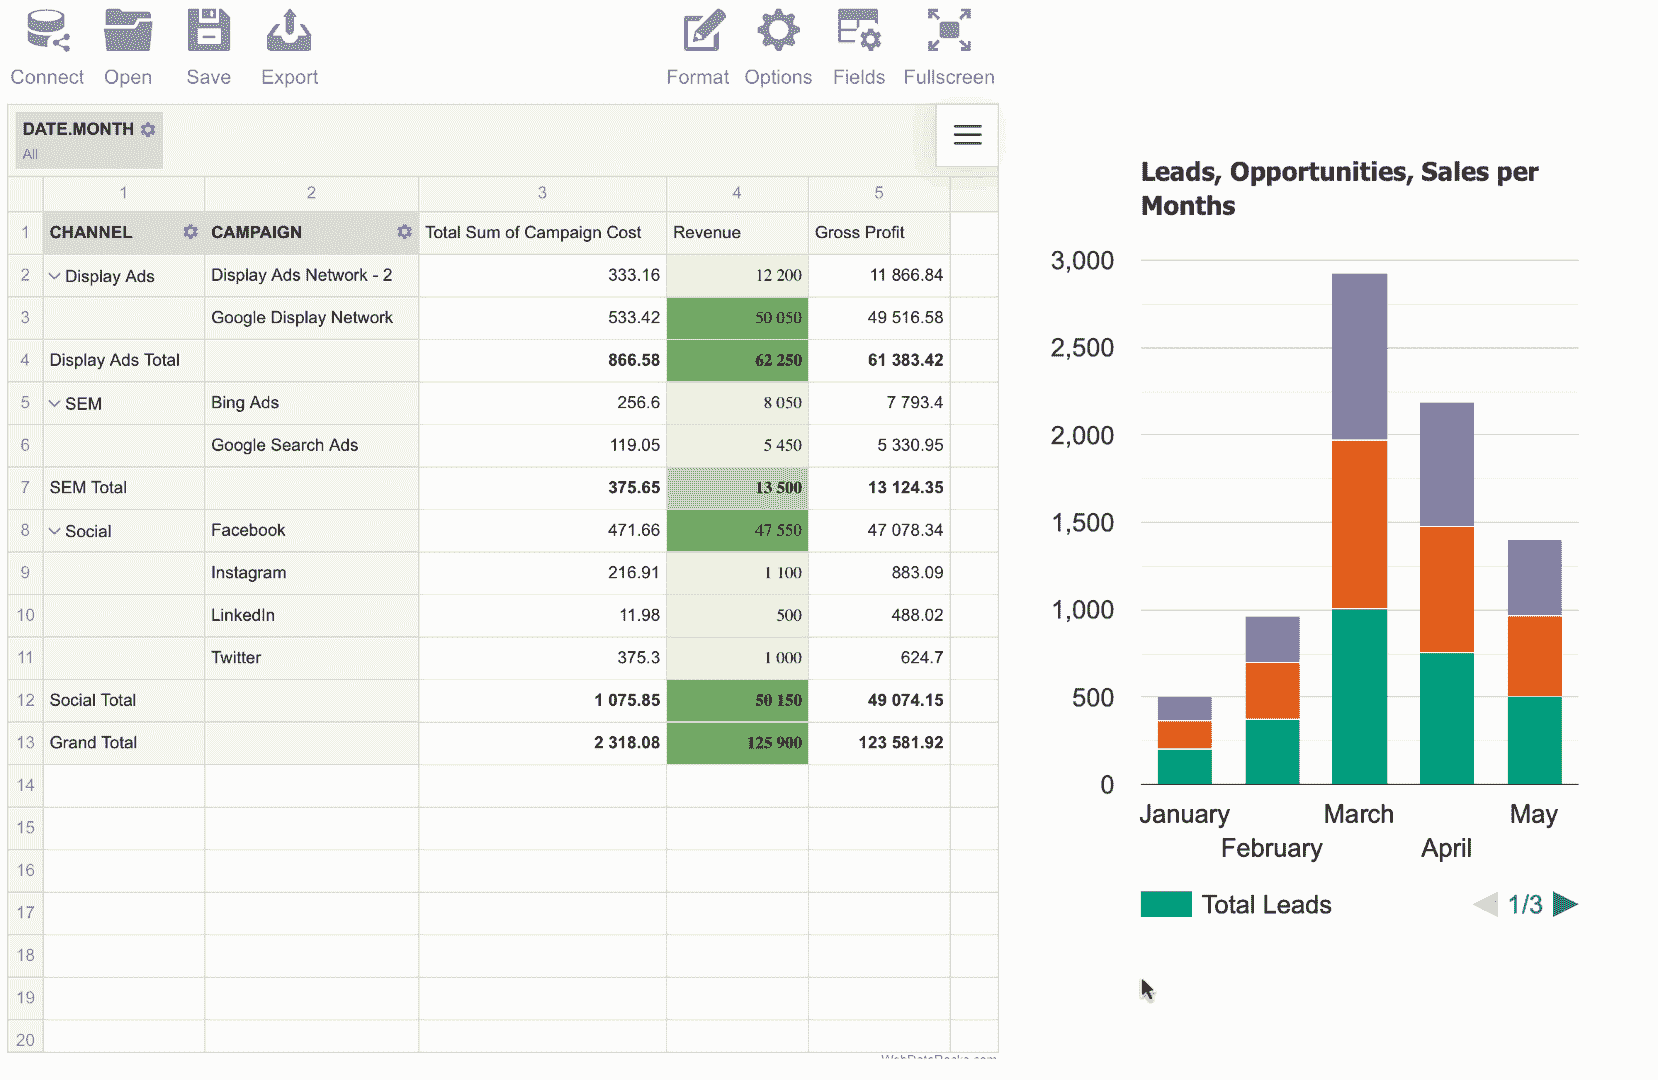 Connect Open Save Export Format Options Fields Fullscreen
DATE.MONTH
All
1 2 3 4 5
1 CHANNEL CAMPAIGN Total Sum of Campaign Cost Revenue Gross Profit
2 Display Ads Display Ads Network - 2 333.16 12 200 11 866.84
3 Google Display Network 533.42 50 050 49 516.58
4 Display Ads Total 866.58 62 250 61 383.42
5 SEM Bing Ads 256.6 8 050 7 793.4
6 Google Search Ads 119.05 5 450 5 330.95
7 SEM Total 375.65 13 500 13 124.35
8 Social Facebook 471.66 47 550 47 078.34
9 Instagram 216.91 1 100 883.09
10 LinkedIn 11.98 500 488.02
11 Twitter 375.3 1 000 624.7
12 Social Total 1 075.85 50 150 49 074.15
13 Grand Total 2 318.08 125 900 123 581.92
14
15
16
17
18
19
20
Leads, Opportunities, Sales per
Months
3,000
2,500
2,000
1,500
1,000
500
0
January March May
February April
Total Leads 1/3